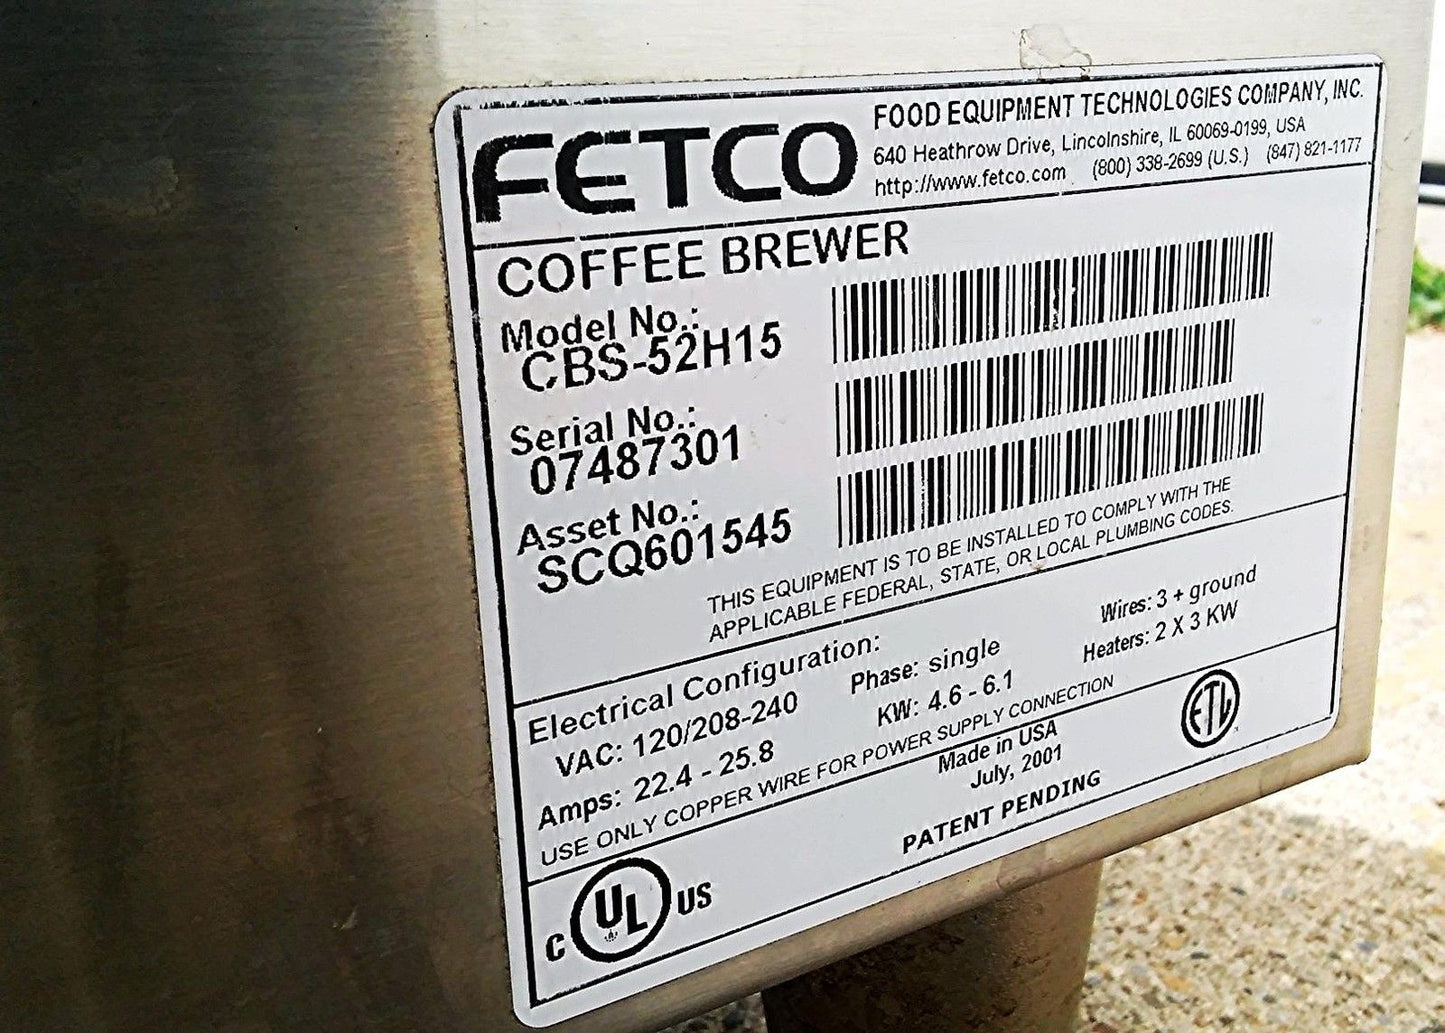 FETCO
FOOD EQUIPMENT TECHNOLOGIES COMPANY, INC.
640 Heathrow Drive, Lincolnshire, IL 60069-0199, USA
http://www.fetco.com (800) 338-2699 (U.S.) (847) 821-1177
COFFEE BREWER
Model No.:
CBS-52H15
Serial No.:
07487301
Asset No.:
SCQ601545
THIS EQUIPMENT IS TO BE INSTALLED TO COMPLY WITH THE
APPLICABLE FEDERAL, STATE, OR LOCAL PLUMBING CODES.
Electrical Configuration:
VAC: 120/208-240 Phase: single Wires: 3 + ground
Amps: 22.4 - 25.8 KW: 4.6 - 6.1 Heaters: 2 X 3 KW
USE ONLY COPPER WIRE FOR POWER SUPPLY CONNECTION
Made in USA
July, 2001
ETL
PATENT PENDING
C UL US